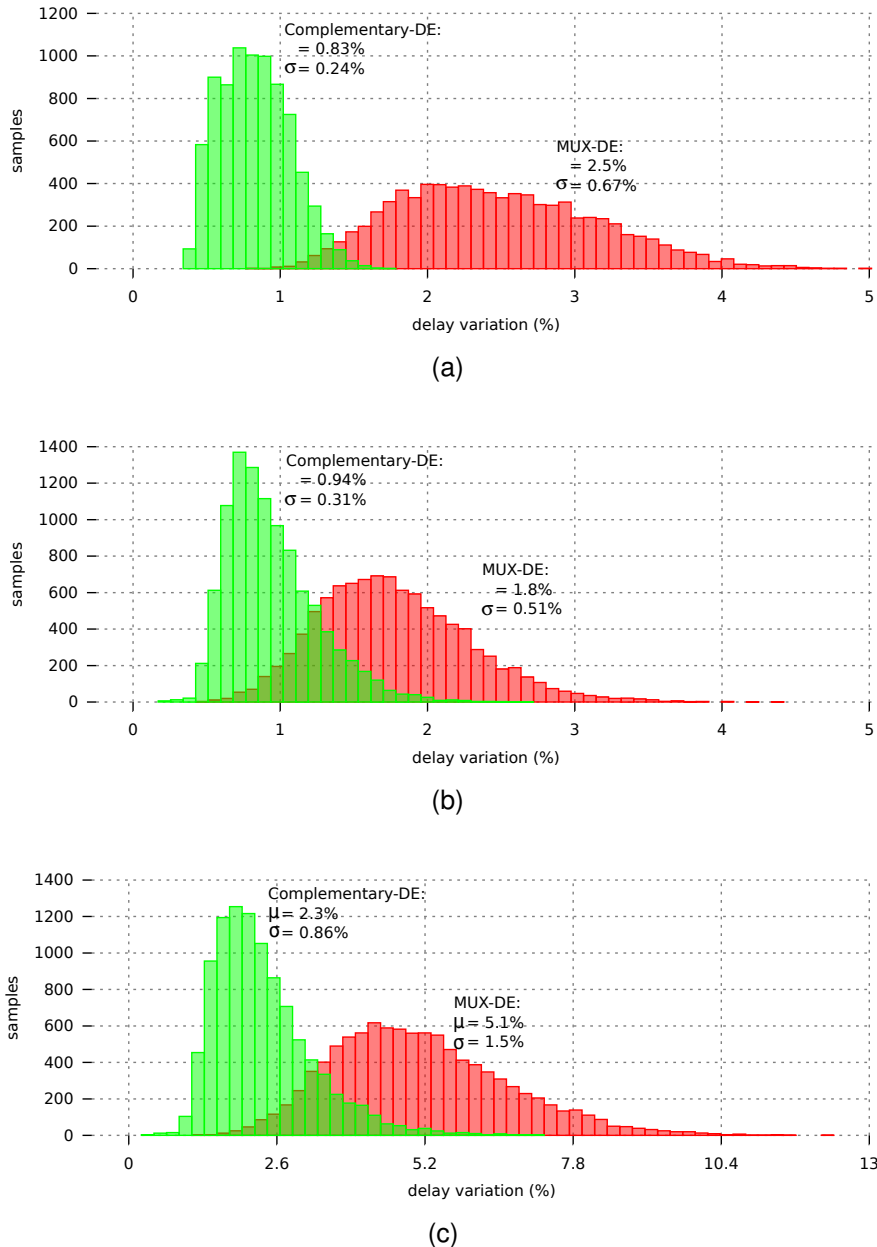 1200
1000
800
600
400
200
0
samples
Complementary-DE:
= 0.83%
σ = 0.24%
MUX-DE:
= 2.5%
σ = 0.67%
0 1 2 3 4 5
delay variation (%)
(a)
1400
1200
1000
800
600
400
200
0
samples
Complementary-DE:
= 0.94%
σ = 0.31%
MUX-DE:
= 1.8%
σ = 0.51%
0 1 2 3 4 5
delay variation (%)
(b)
1400
1200
1000
800
600
400
200
0
samples
Complementary-DE:
μ = 2.3%
σ = 0.86%
MUX-DE:
μ = 5.1%
σ = 1.5%
0 2.6 5.2 7.8 10.4 13
delay variation (%)
(c)